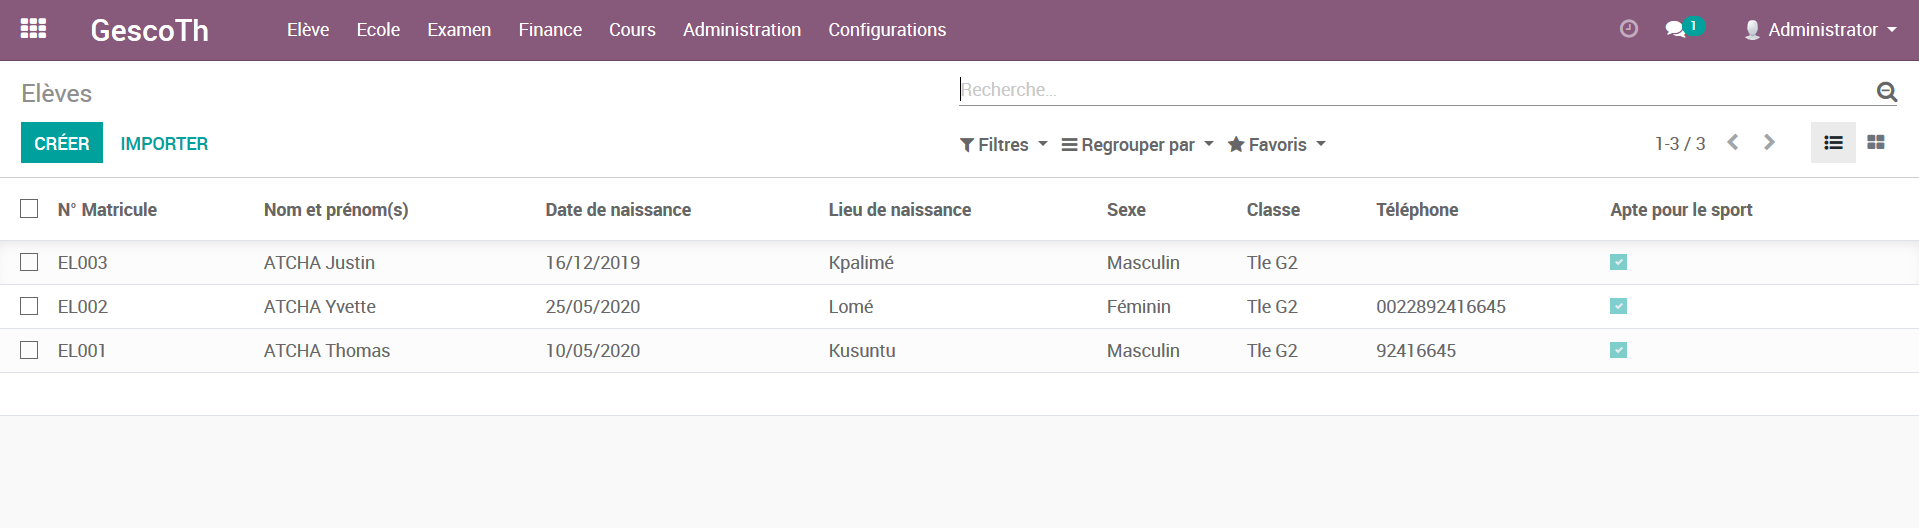 GescoTh Elève Ecole Examen Finance Cours Administration Configurations 1 Administrator
Elèves Recherche...
CRÉER IMPORTER Filtres Regrouper par Favoris 1-3 / 3
N° Matricule Nom et prénom(s) Date de naissance Lieu de naissance Sexe Classe Téléphone Apte pour le sport
EL003 ATCHA Justin 16/12/2019 Kpalimé Masculin Tle G2
EL002 ATCHA Yvette 25/05/2020 Lomé Féminin Tle G2 0022892416645
EL001 ATCHA Thomas 10/05/2020 Kusuntu Masculin Tle G2 92416645